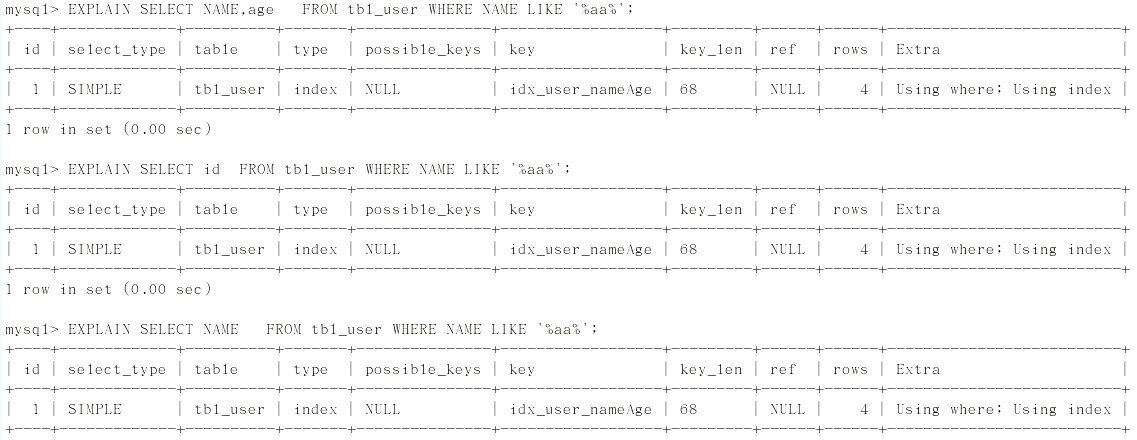 mysql> EXPLAIN SELECT NAME,age   FROM tbl_user WHERE NAME LIKE '%aa%';
+----+-------------+----------+-------+---------------+------------------+---------+------+------+--------------------------+
| id | select_type | table    | type  | possible_keys | key              | key_len | ref  | rows | Extra                    |
+----+-------------+----------+-------+---------------+------------------+---------+------+------+--------------------------+
|  1 | SIMPLE      | tbl_user | index | NULL          | idx_user_nameAge | 68      | NULL |    4 | Using where; Using index |
+----+-------------+----------+-------+---------------+------------------+---------+------+------+--------------------------+
1 row in set (0.00 sec)
mysql> EXPLAIN SELECT id  FROM tbl_user WHERE NAME LIKE '%aa%';
+----+-------------+----------+-------+---------------+------------------+---------+------+------+--------------------------+
| id | select_type | table    | type  | possible_keys | key              | key_len | ref  | rows | Extra                    |
+----+-------------+----------+-------+---------------+------------------+---------+------+------+--------------------------+
|  1 | SIMPLE      | tbl_user | index | NULL          | idx_user_nameAge | 68      | NULL |    4 | Using where; Using index |
+----+-------------+----------+-------+---------------+------------------+---------+------+------+--------------------------+
1 row in set (0.00 sec)
mysql> EXPLAIN SELECT NAME   FROM tbl_user WHERE NAME LIKE '%aa%';
+----+-------------+----------+-------+---------------+------------------+---------+------+------+--------------------------+
| id | select_type | table    | type  | possible_keys | key              | key_len | ref  | rows | Extra                    |
+----+-------------+----------+-------+---------------+------------------+---------+------+------+--------------------------+
|  1 | SIMPLE      | tbl_user | index | NULL          | idx_user_nameAge | 68      | NULL |    4 | Using where; Using index |
+----+-------------+----------+-------+---------------+------------------+---------+------+------+--------------------------+